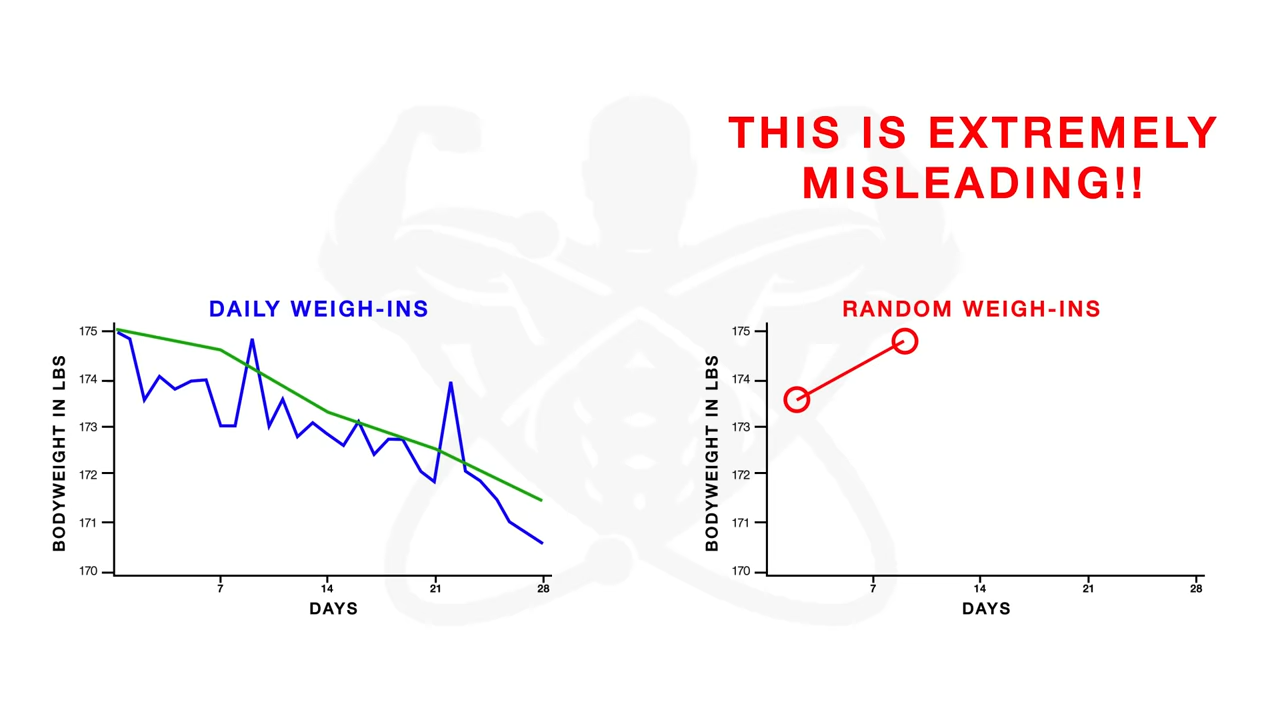 THIS IS EXTREMELY
MISLEADING!!
DAILY WEIGH-INS
BODYWEIGHT IN LBS
175
174
173
172
171
170
7
14
21
28
DAYS
RANDOM WEIGH-INS
BODYWEIGHT IN LBS
175
174
173
172
171
170
7
14
21
28
DAYS